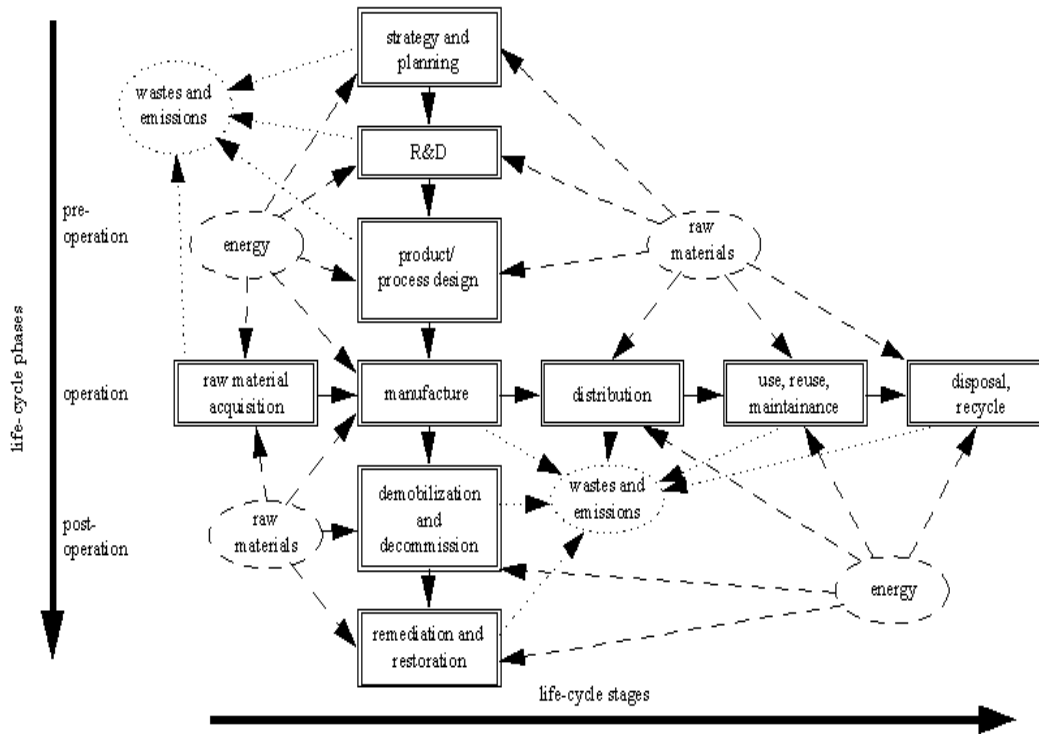 strategy and
planning
wastes and
emissions
R&D
pre-
operation
energy
product/
process design
raw
materials
life-cycle phases
operation
raw material
acquisition
manufacture
distribution
use, reuse,
maintainance
disposal,
recycle
post-
operation
raw
materials
demobilization
and
decommission
wastes and
emissions
energy
remediation and
restoration
life-cycle stages